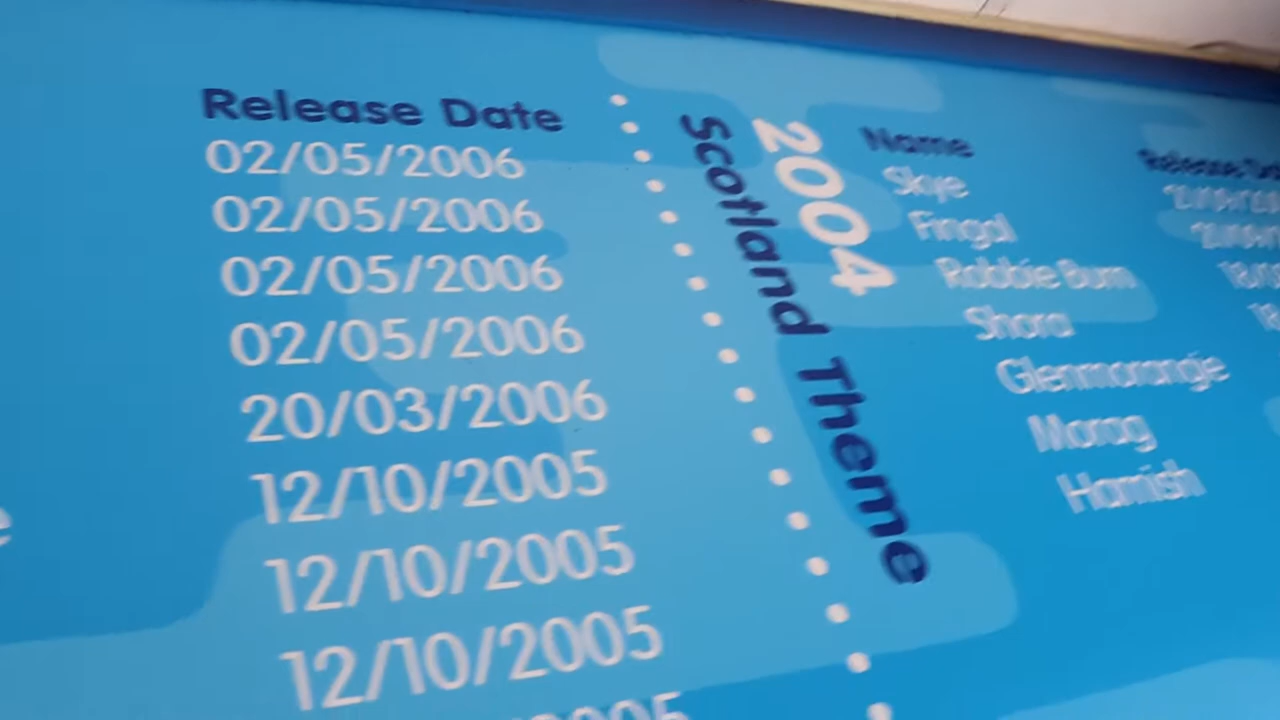 Release Date
02/05/2006
02/05/2006
02/05/2006
02/05/2006
20/03/2006
12/10/2005
12/10/2005
12/10/2005
2004
Scotland Theme
Name
Skye
Fingal
Robbie Burn
Shona
Glenmorangie
Morag
Hamish
Release